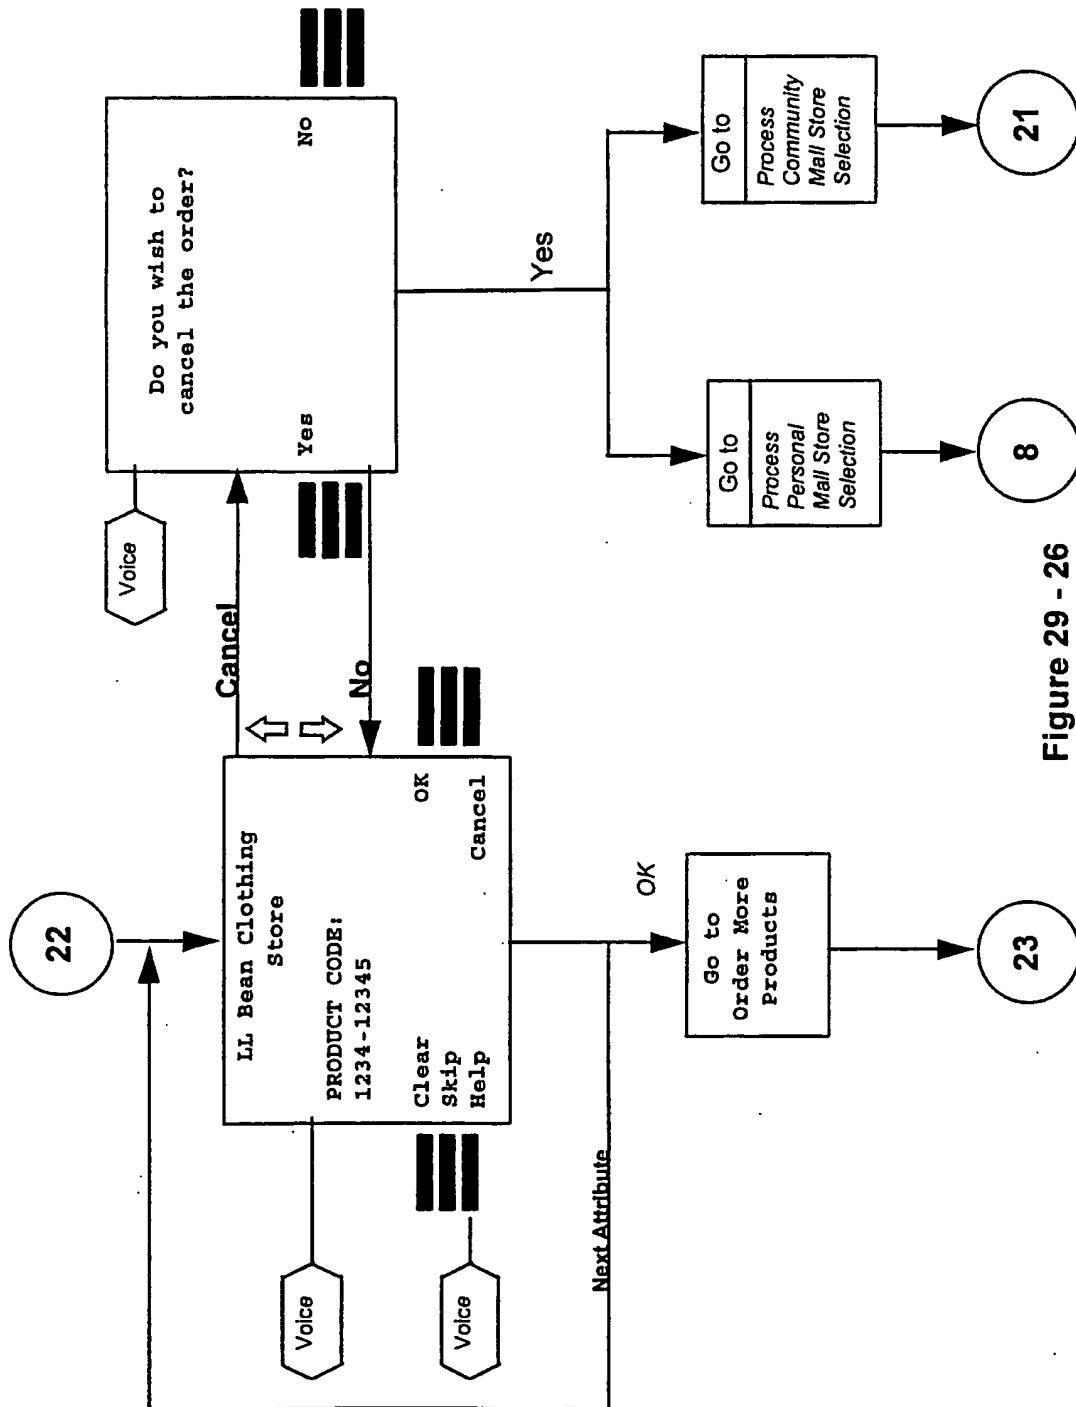 22
LL Bean Clothing
Store
PRODUCT CODE:
1234-12345
Clear
OK
Skip
Help
Cancel
Voice
Voice
Cancel
No
Voice
Do you wish to
cancel the order?
Yes
No
Next Attribute
OK
Go to
Order More
Products
23
Yes
Go to
Process
Personal
Mall Store
Selection
8
Go to
Process
Community
Mall Store
Selection
21
Figure 29 - 26